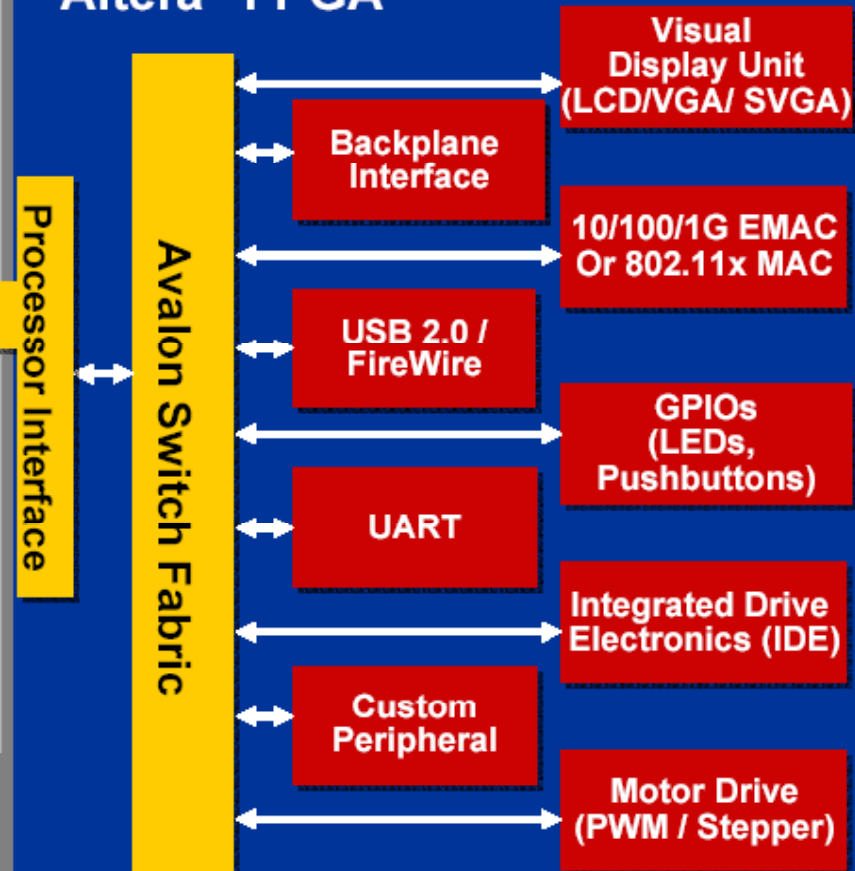 Altera FPGA
Visual
Display Unit
(LCD/VGA/ SVGA)
Backplane
Interface
10/100/1G EMAC
Or 802.11x MAC
Processor Interface
Avalon Switch Fabric
USB 2.0 /
FireWire
GPIOs
(LEDs,
Pushbuttons)
UART
Integrated Drive
Electronics (IDE)
Custom
Peripheral
Motor Drive
(PWM / Stepper)